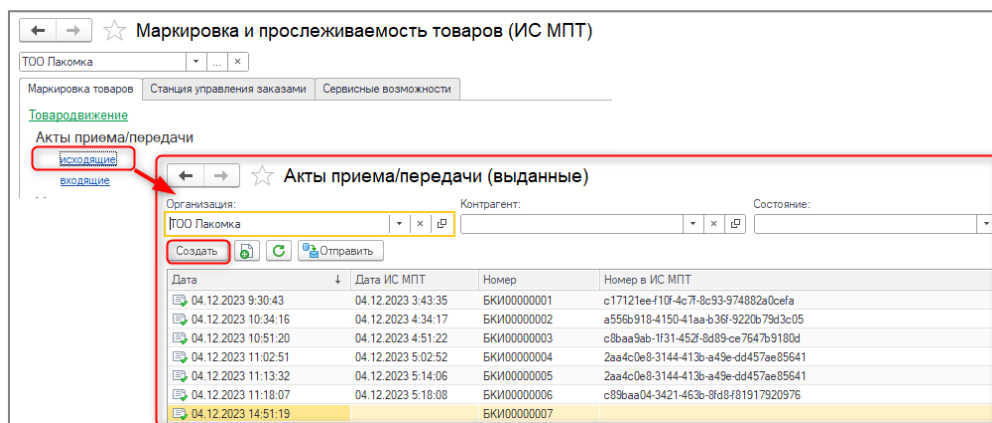 Маркировка и прослеживаемость товаров (ИС МПТ)
ТОО Лакомка
Маркировка товаров Станция управления заказами Сервисные возможности
Товародвижение
Акты приема/передачи
исходящие
входящие
Акты приема/передачи (выданные)
Организация: Контрагент: Состояние:
ТОО Лакомка
Создать Отправить
Дата Дата ИС МПТ Номер Номер в ИС МПТ
04.12.2023 9:30:43 04.12.2023 3:43:35 БКИ00000001 c17121ee-f10f-4c7f-8c93-974882a0cefa
04.12.2023 10:34:16 04.12.2023 4:34:17 БКИ00000002 a556b918-4150-41aa-b36f-9220b79d3c05
04.12.2023 10:51:20 04.12.2023 4:51:22 БКИ00000003 c8baa9ab-1f31-452f-8d89-ce7647b9180d
04.12.2023 11:02:51 04.12.2023 5:02:52 БКИ00000004 2aa4c0e8-3144-413b-a49e-dd457ae85641
04.12.2023 11:13:32 04.12.2023 5:14:06 БКИ00000005 2aa4c0e8-3144-413b-a49e-dd457ae85641
04.12.2023 11:18:07 04.12.2023 5:18:08 БКИ00000006 c89baa04-3421-463b-8fd8-f81917920976
04.12.2023 14:51:19 БКИ00000007